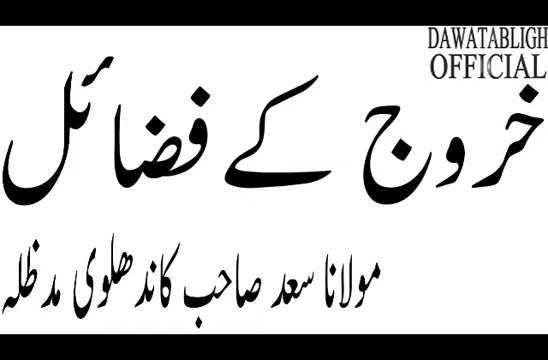 DAWATABLIGH
OFFICIAL
خروج کے فضائل
مولانا سعد صاحب کاندھلوی مدظلہ